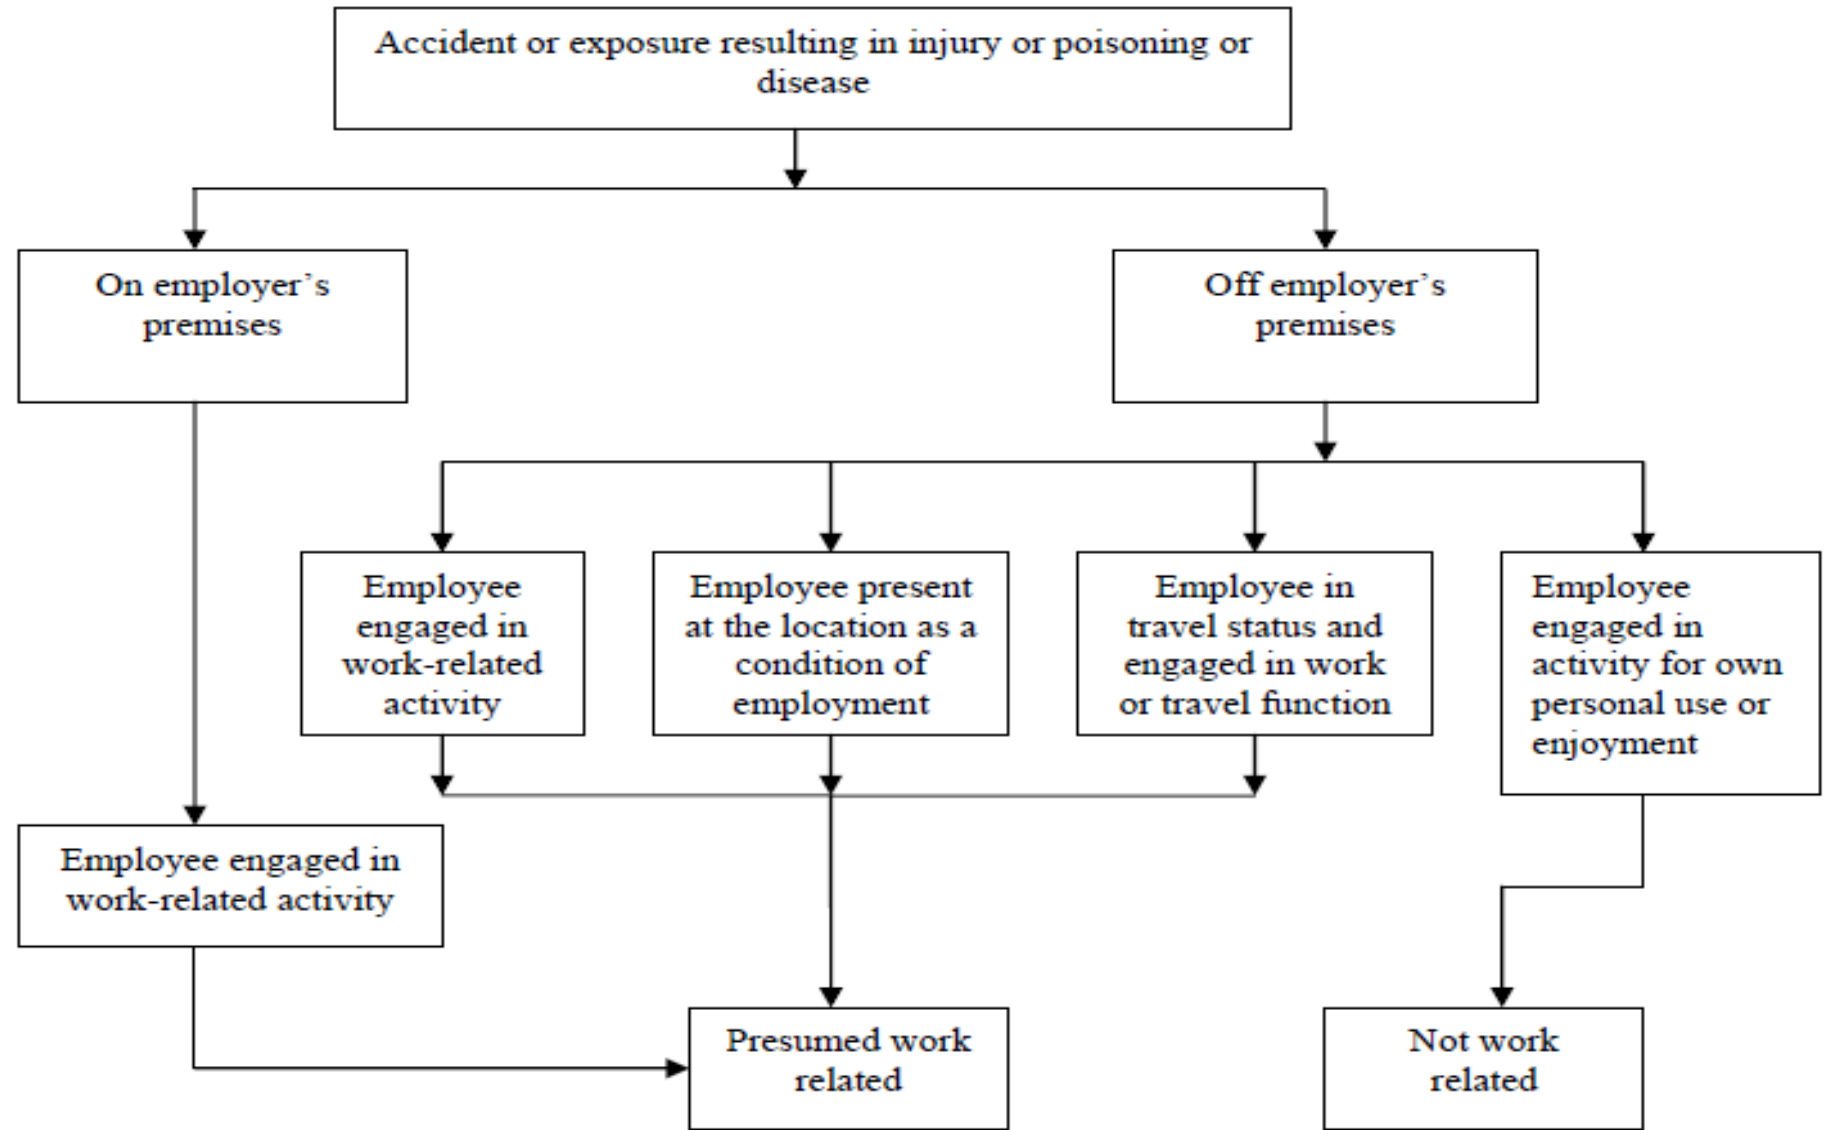 Accident or exposure resulting in injury or poisoning or
disease
On employer’s
premises
Off employer’s
premises
Employee
engaged in
work-related
activity
Employee present
at the location as a
condition of
employment
Employee in
travel status and
engaged in work
or travel function
Employee
engaged in
activity for own
personal use or
enjoyment
Employee engaged in
work-related activity
Presumed work
related
Not work
related